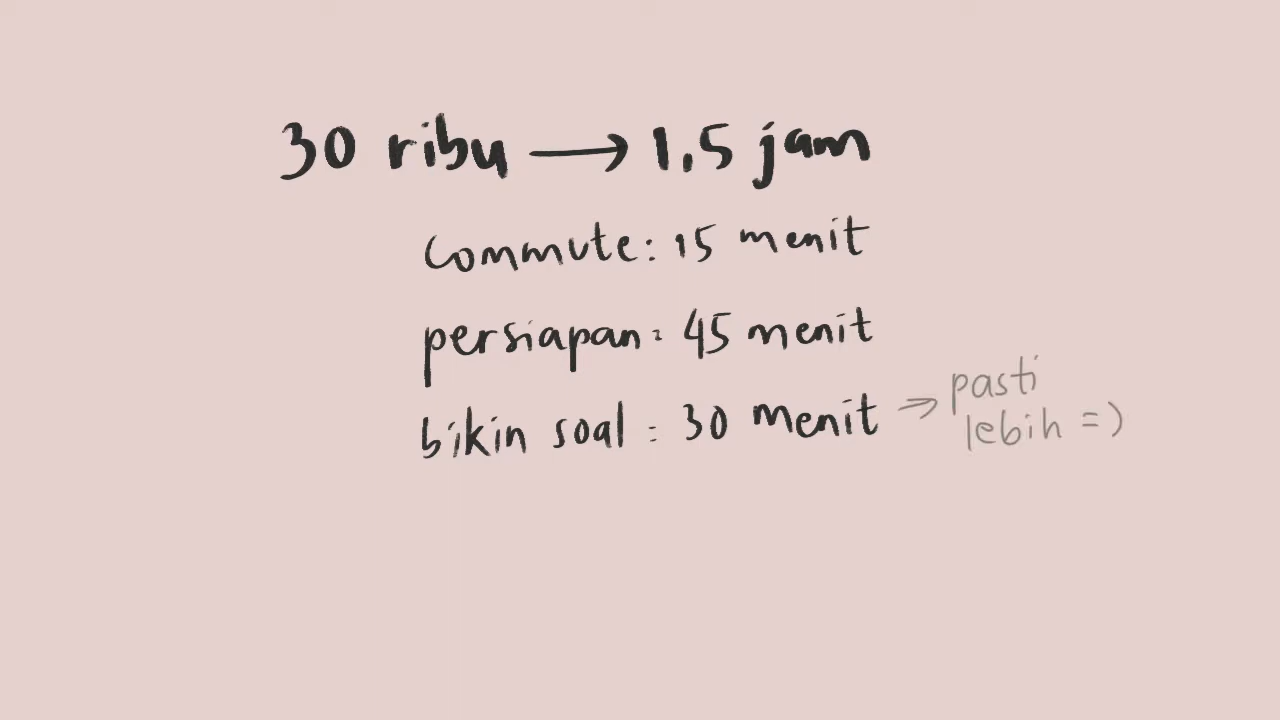 30 ribu → 1,5 jam
commute: 15 menit
persiapan: 45 menit
bikin soal: 30 menit → pasti
lebih =)